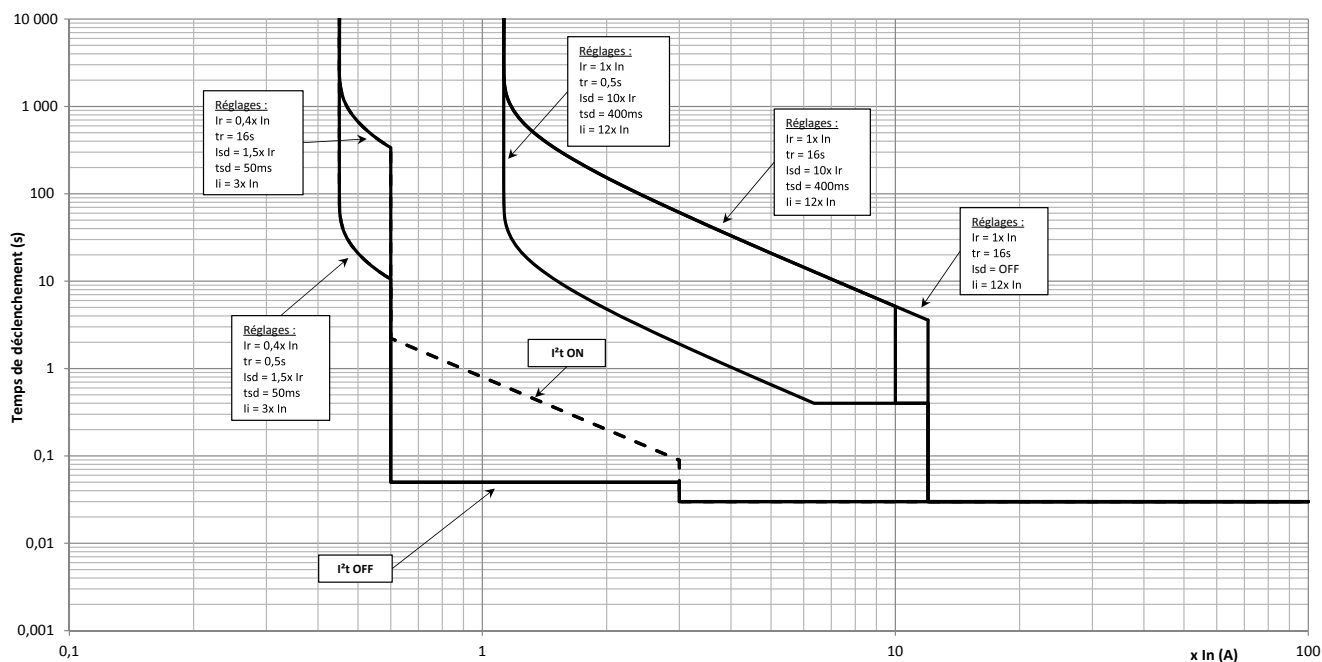 10 000
1 000
100
10
1
0,1
0,01
0,001
Temps de déclenchement (s)
Réglages :
Ir = 0,4x In
tr = 16s
Isd = 1,5x Ir
tsd = 50ms
Ii = 3x In
Réglages :
Ir = 1x In
tr = 0,5s
Isd = 10x Ir
tsd = 400ms
Ii = 12x In
Réglages :
Ir = 1x In
tr = 16s
Isd = 10x Ir
tsd = 400ms
Ii = 12x In
Réglages :
Ir = 1x In
tr = 16s
Isd = OFF
Ii = 12x In
Réglages :
Ir = 0,4x In
tr = 0,5s
Isd = 1,5x Ir
tsd = 50ms
Ii = 3x In
I²t ON
I²t OFF
0,1
1
10
100
x In (A)